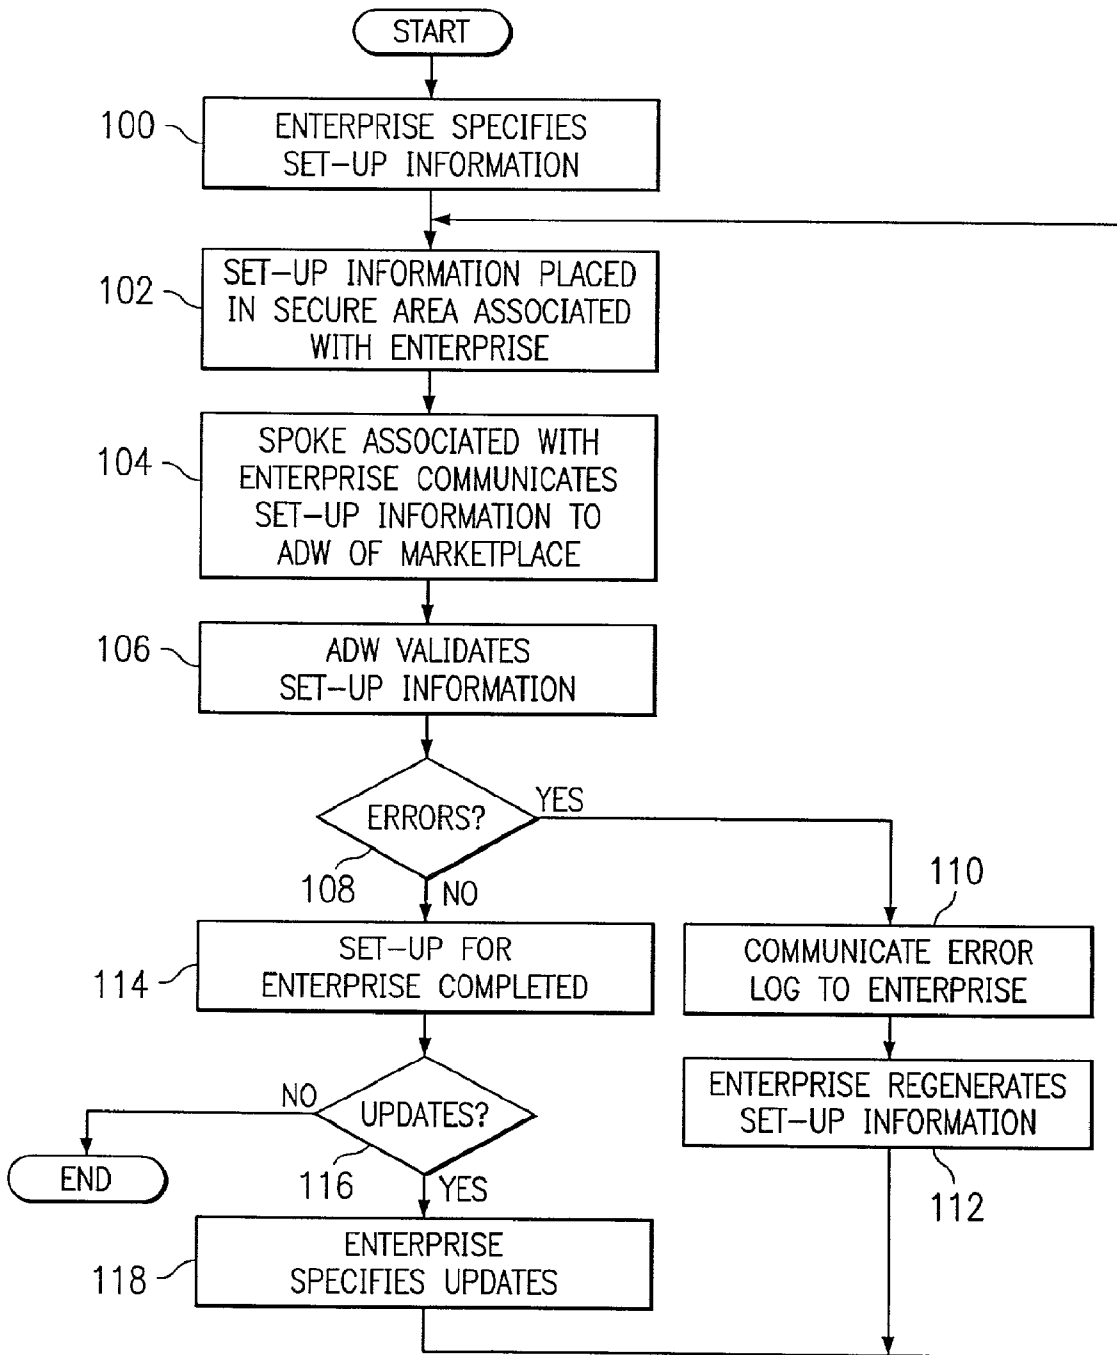 START
100
ENTERPRISE SPECIFIES
SET-UP INFORMATION
102
SET-UP INFORMATION PLACED
IN SECURE AREA ASSOCIATED
WITH ENTERPRISE
104
SPOKE ASSOCIATED WITH
ENTERPRISE COMMUNICATES
SET-UP INFORMATION TO
ADW OF MARKETPLACE
106
ADW VALIDATES
SET-UP INFORMATION
ERRORS?
YES
108
NO
110
COMMUNICATE ERROR
LOG TO ENTERPRISE
114
SET-UP FOR
ENTERPRISE COMPLETED
ENTERPRISE REGENERATES
SET-UP INFORMATION
112
NO
UPDATES?
END
116
YES
118
ENTERPRISE
SPECIFIES UPDATES